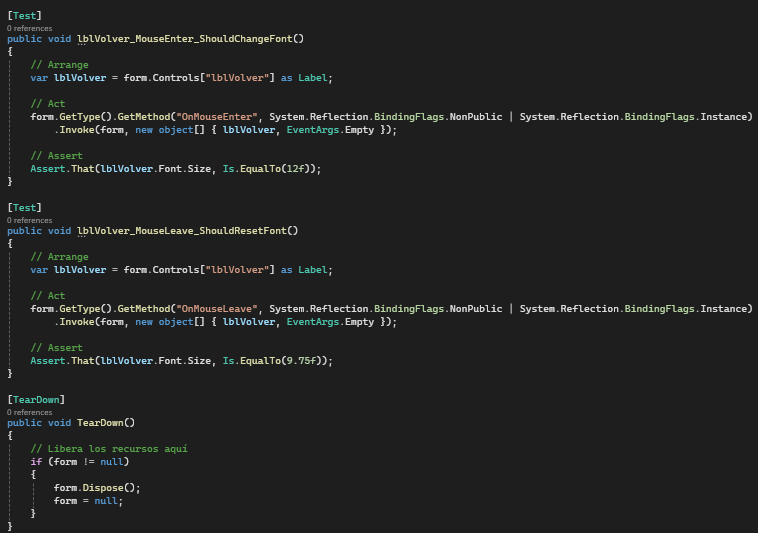 [Test]
0 references
public void lblVolver_MouseEnter_ShouldChangeFont()
{
    // Arrange
    var lblVolver = form.Controls["lblVolver"] as Label;

    // Act
    form.GetType().GetMethod("OnMouseEnter", System.Reflection.BindingFlags.NonPublic | System.Reflection.BindingFlags.Instance)
        .Invoke(form, new object[] { lblVolver, EventArgs.Empty });

    // Assert
    Assert.That(lblVolver.Font.Size, Is.EqualTo(12f));
}

[Test]
0 references
public void lblVolver_MouseLeave_ShouldResetFont()
{
    // Arrange
    var lblVolver = form.Controls["lblVolver"] as Label;

    // Act
    form.GetType().GetMethod("OnMouseLeave", System.Reflection.BindingFlags.NonPublic | System.Reflection.BindingFlags.Instance)
        .Invoke(form, new object[] { lblVolver, EventArgs.Empty });

    // Assert
    Assert.That(lblVolver.Font.Size, Is.EqualTo(9.75f));
}

[TearDown]
0 references
public void TearDown()
{
    // Libera los recursos aquí
    if (form != null)
    {
        form.Dispose();
        form = null;
    }
}